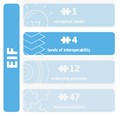 EIF
1
conceptual model
4
levels of interoperability
12
underlying principles
47
recommendations